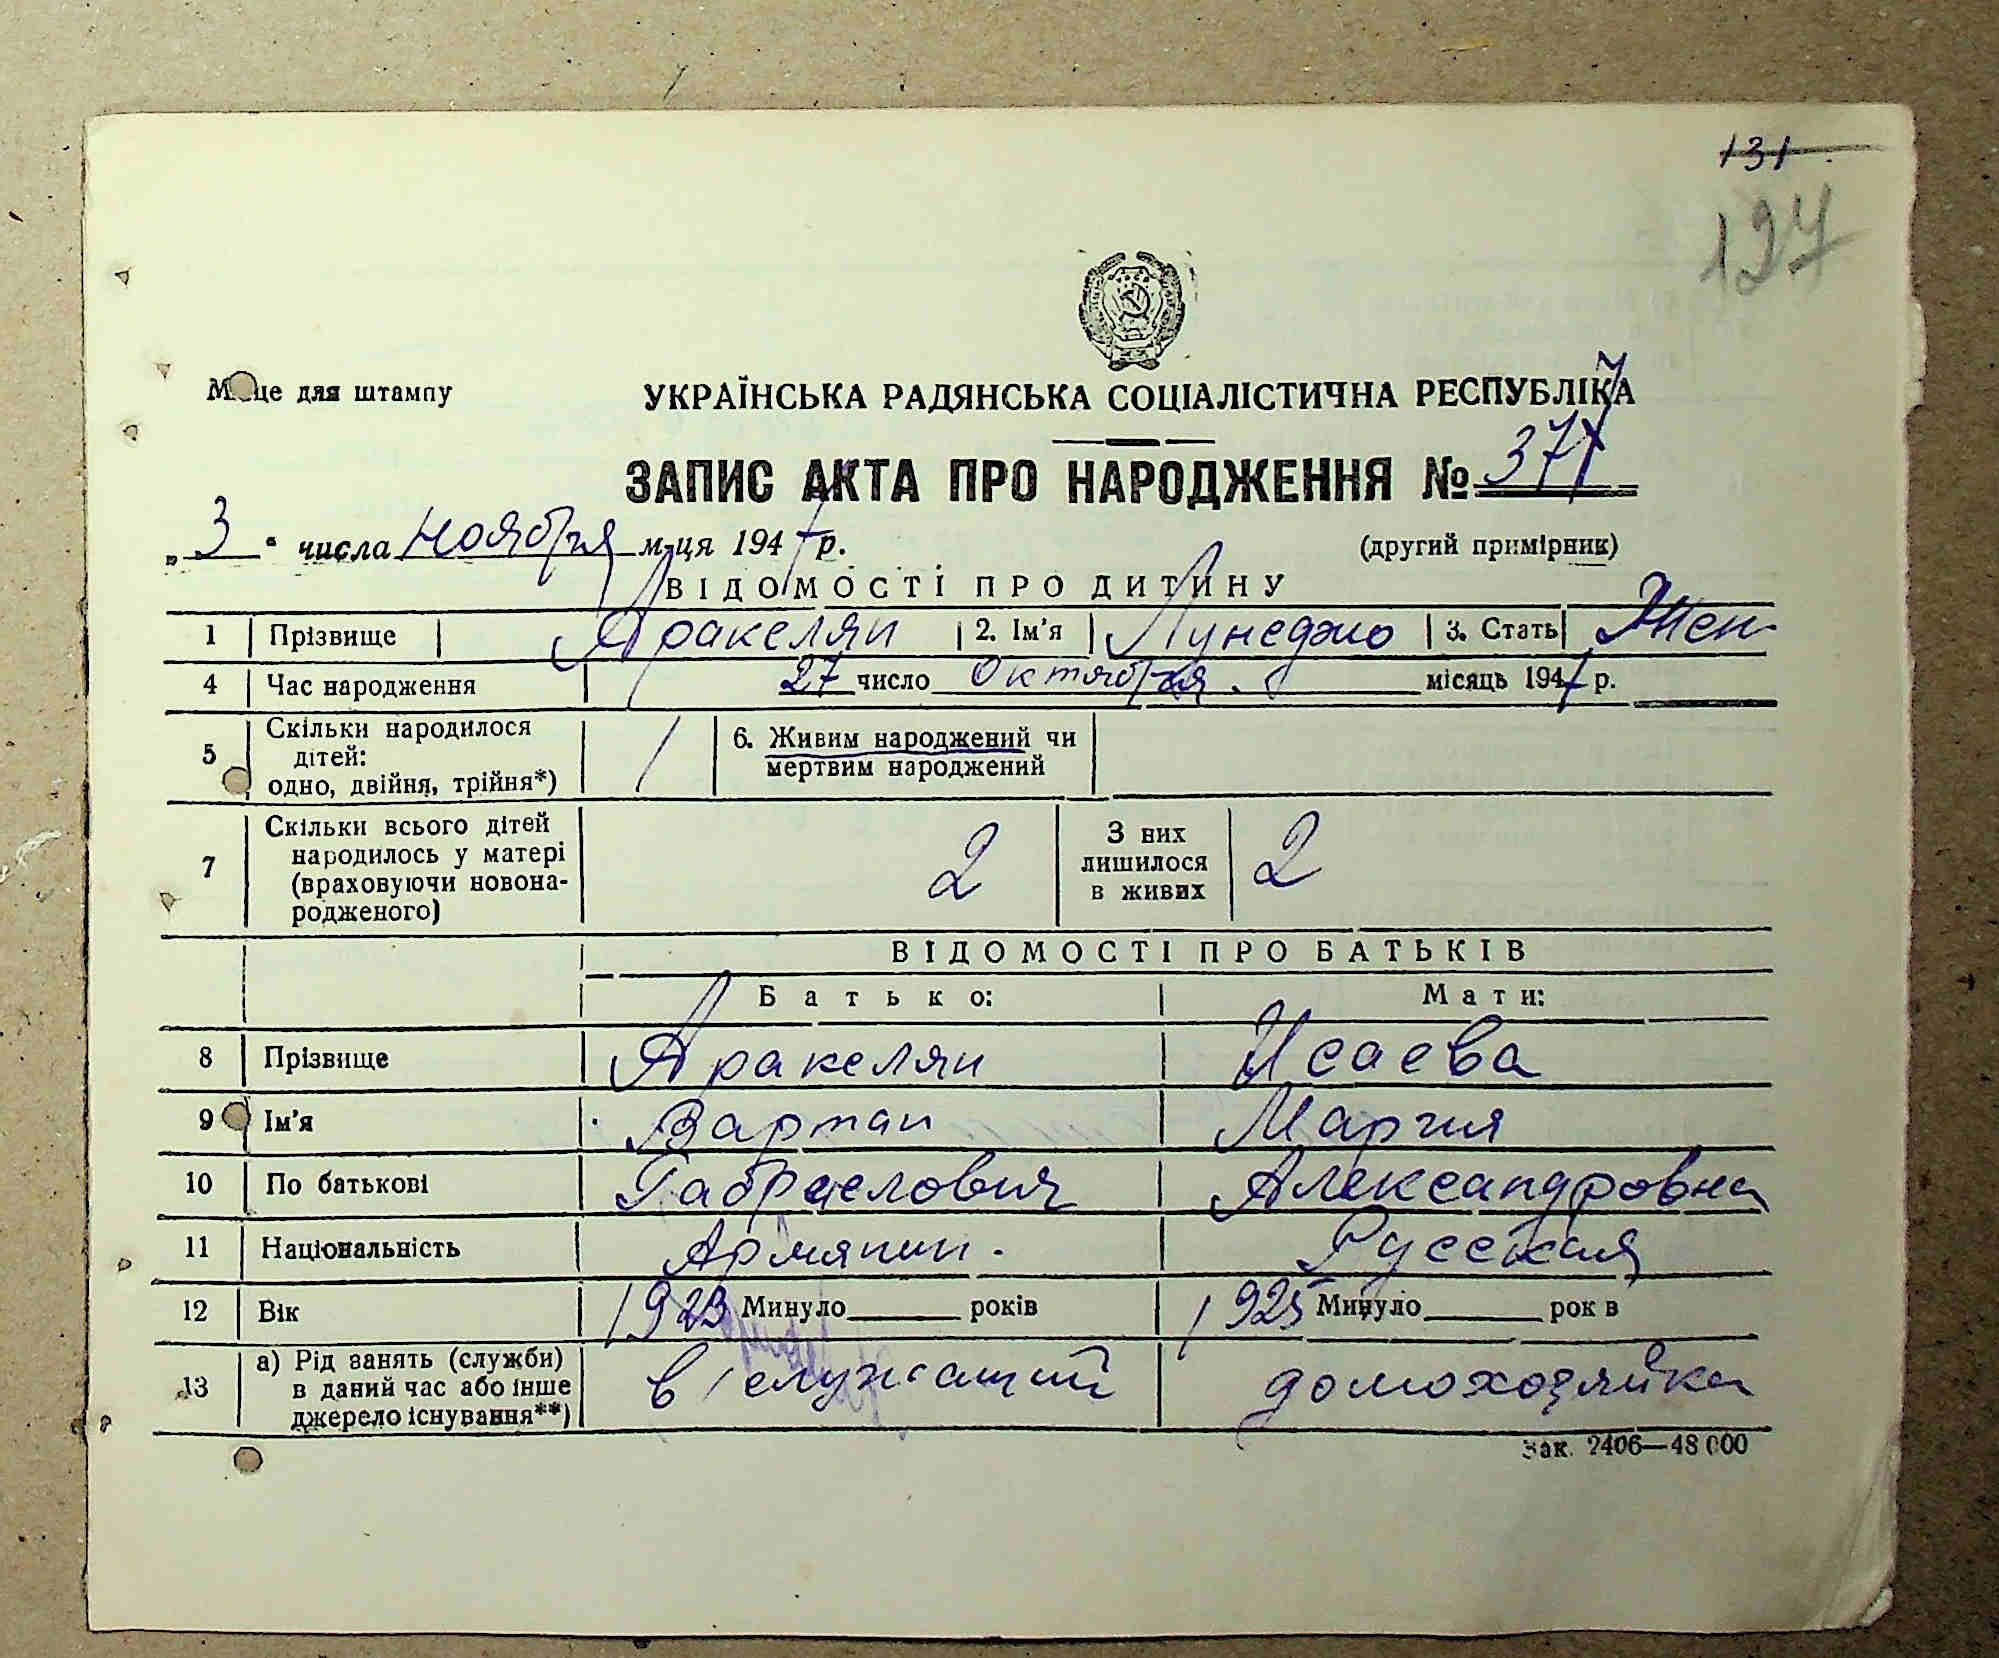 131
127
Місце для штампу
УКРАЇНСЬКА РАДЯНСЬКА СОЦІАЛІСТИЧНА РЕСПУБЛІКА
ЗАПИС АКТА ПРО НАРОДЖЕННЯ № 377
„3“ числа ноября м-ця 1947 р. (другий примірник)
ВІДОМОСТІ ПРО ДИТИНУ
1 Прізвище Аракелян 2. Ім'я Лунеджо 3. Стать Жен
4 Час народження 27 число Октября місяць 1947 р.
5 Скільки народилося дітей: одно, двійня, трійня*) 1 6. Живим народжений чи мертвим народжений
7 Скільки всього дітей народилось у матері (враховуючи новона-родженого) 2 З них лишилося в живих 2
ВІДОМОСТІ ПРО БАТЬКІВ
Батько: Мати:
8 Прізвище Аракелян Исаева
9 Ім'я Вартан Мария
10 По батькові Габраелович Александровна
11 Національність Армянин. Русская
12 Вік 1923 Минуло років 1925 Минуло рок в
13 а) Рід занять (служби) в даний час або інше джерело існування**) в/служащий домохозяйка
Зак. 2406—48 000